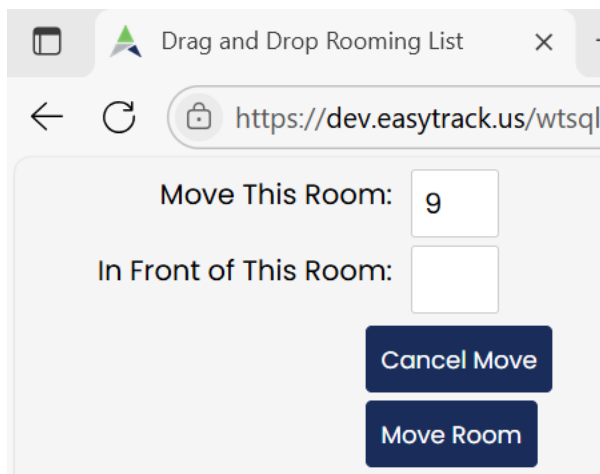 Drag and Drop Rooming List
https://dev.easytrack.us/wtsql
Move This Room: 9
In Front of This Room:
Cancel Move
Move Room